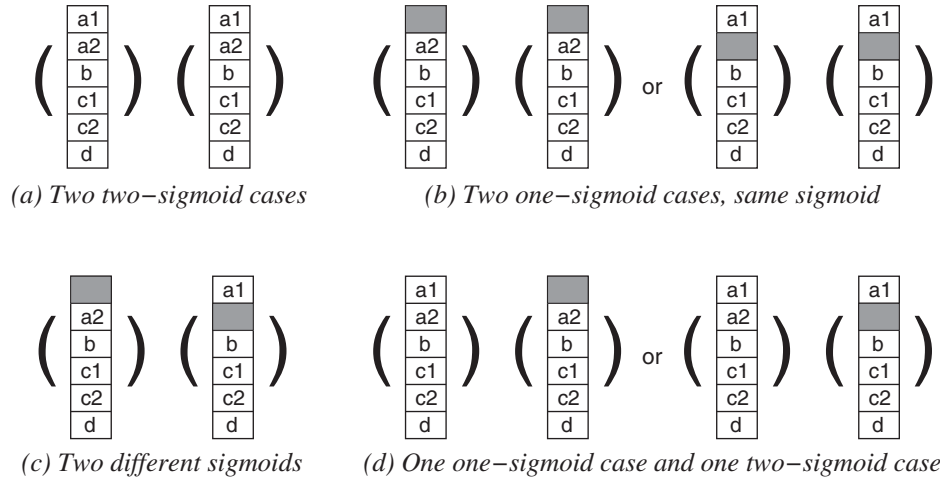 a1
a2
b
c1
c2
d
a1
a2
b
c1
c2
d
(a) Two two−sigmoid cases
a2
b
c1
c2
d
a2
b
c1
c2
d
or
a1
b
c1
c2
d
a1
b
c1
c2
d
(b) Two one−sigmoid cases, same sigmoid
a2
b
c1
c2
d
a1
b
c1
c2
d
(c) Two different sigmoids
a1
a2
b
c1
c2
d
a2
b
c1
c2
d
or
a1
a2
b
c1
c2
d
a1
b
c1
c2
d
(d) One one−sigmoid case and one two−sigmoid case